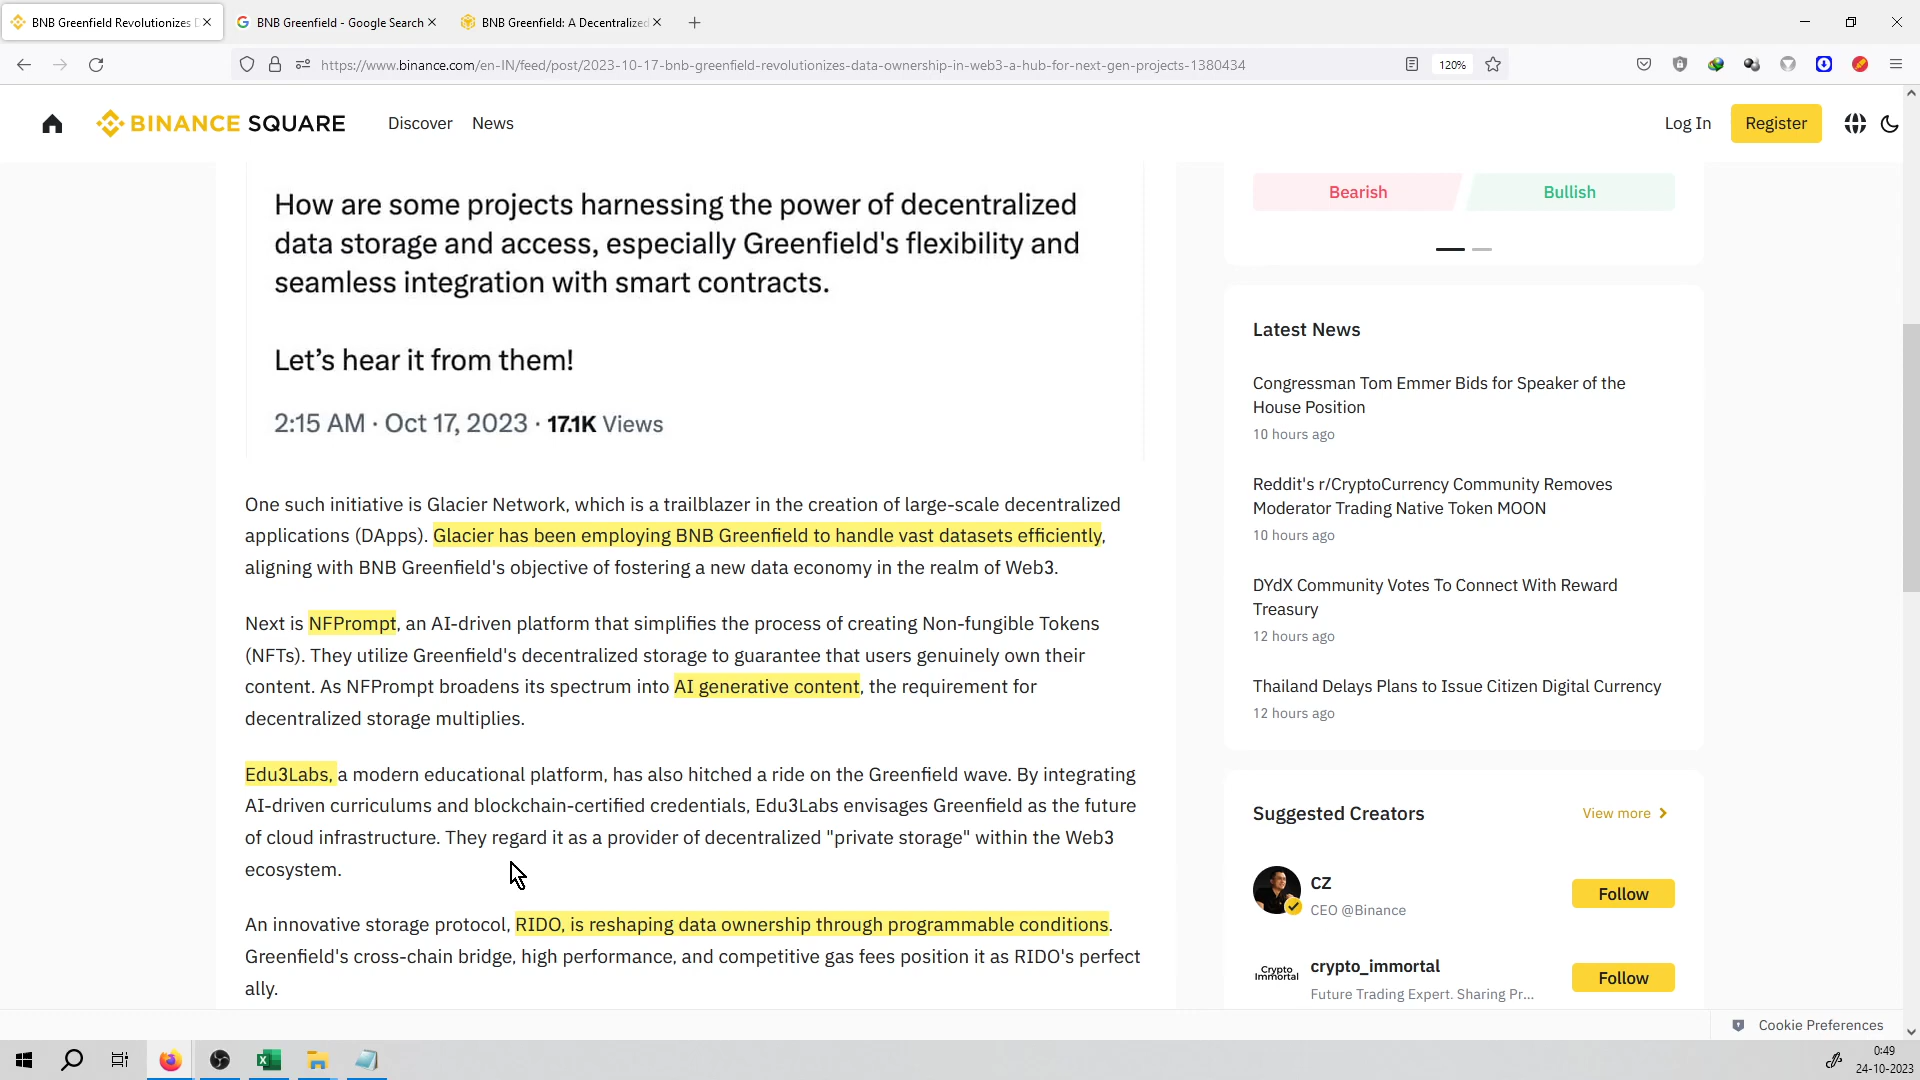 BNB Greenfield Revolutionizes D
BNB Greenfield - Google Search
BNB Greenfield: A Decentralized
https://www.binance.com/en-IN/feed/post/2023-10-17-bnb-greenfield-revolutionizes-data-ownership-in-web3-a-hub-for-next-gen-projects-1380434
120%
BINANCE SQUARE
Discover
News
Log In
Register
How are some projects harnessing the power of decentralized
data storage and access, especially Greenfield's flexibility and
seamless integration with smart contracts.
Let’s hear it from them!
2:15 AM · Oct 17, 2023 · 17.1K Views
One such initiative is Glacier Network, which is a trailblazer in the creation of large-scale decentralized
applications (DApps). Glacier has been employing BNB Greenfield to handle vast datasets efficiently,
aligning with BNB Greenfield's objective of fostering a new data economy in the realm of Web3.
Next is NFPrompt, an AI-driven platform that simplifies the process of creating Non-fungible Tokens
(NFTs). They utilize Greenfield's decentralized storage to guarantee that users genuinely own their
content. As NFPrompt broadens its spectrum into AI generative content, the requirement for
decentralized storage multiplies.
Edu3Labs, a modern educational platform, has also hitched a ride on the Greenfield wave. By integrating
AI-driven curriculums and blockchain-certified credentials, Edu3Labs envisages Greenfield as the future
of cloud infrastructure. They regard it as a provider of decentralized "private storage" within the Web3
ecosystem.
An innovative storage protocol, RIDO, is reshaping data ownership through programmable conditions.
Greenfield's cross-chain bridge, high performance, and competitive gas fees position it as RIDO's perfect
ally.
Bearish
Bullish
Latest News
Congressman Tom Emmer Bids for Speaker of the
House Position
10 hours ago
Reddit's r/CryptoCurrency Community Removes
Moderator Trading Native Token MOON
10 hours ago
DYdX Community Votes To Connect With Reward
Treasury
12 hours ago
Thailand Delays Plans to Issue Citizen Digital Currency
12 hours ago
Suggested Creators
View more
CZ
CEO @Binance
Follow
Crypto
Immortal
crypto_immortal
Future Trading Expert. Sharing Pr...
Follow
Cookie Preferences
0:49
24-10-2023